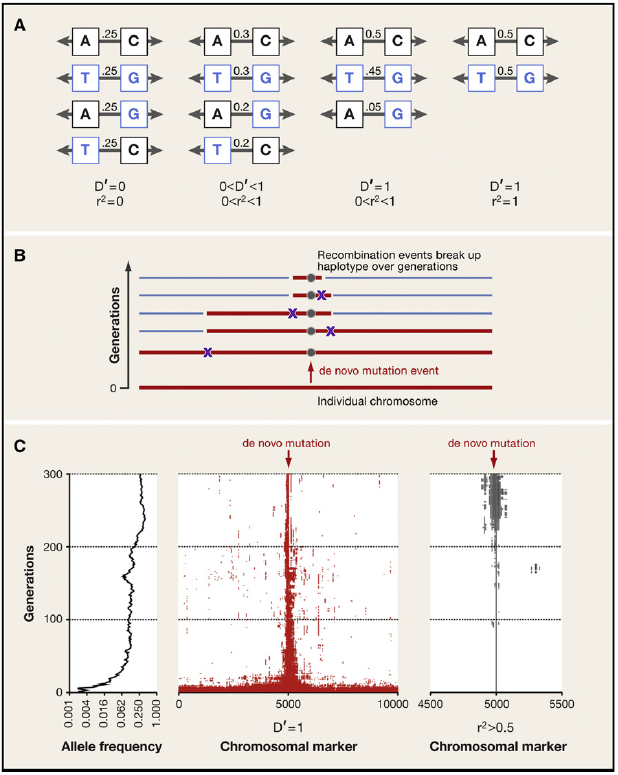 A
A .25 C A 0.3 C A 0.5 C A 0.5 C
T .25 G T 0.3 G T .45 G T 0.5 G
A .25 G A 0.2 G A .05 G
T .25 C T 0.2 C
D′=0 0<D′<1 D′=1 D′=1
r²=0 0<r²<1 0<r²<1 r²=1
B
Recombination events break up
haplotype over generations
Generations
de novo mutation event
0
Individual chromosome
C
de novo mutation de novo mutation
300
200
Generations
100
0
0.001 0.004 0.016 0.062 0.250 1.000 0 5000 10000 4500 5000 5500
D′=1 r²>0.5
Allele frequency Chromosomal marker Chromosomal marker